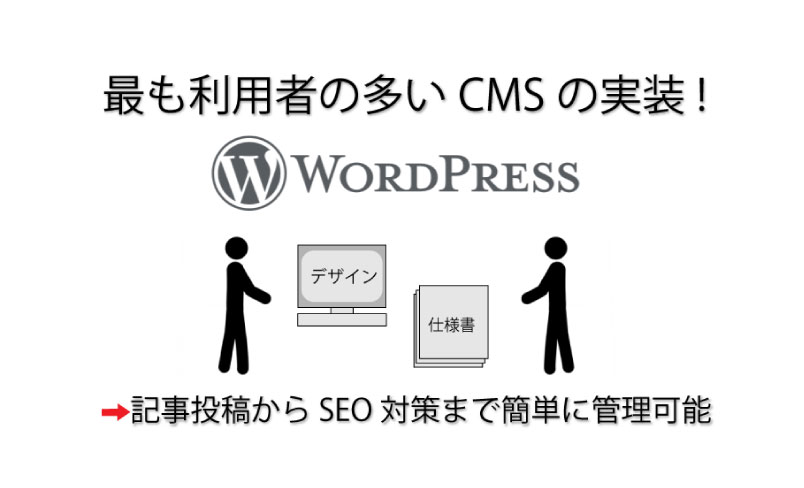 最も利用者の多い CMS の実装！
WORDPRESS
デザイン
仕様書
➡記事投稿から SEO 対策まで簡単に管理可能